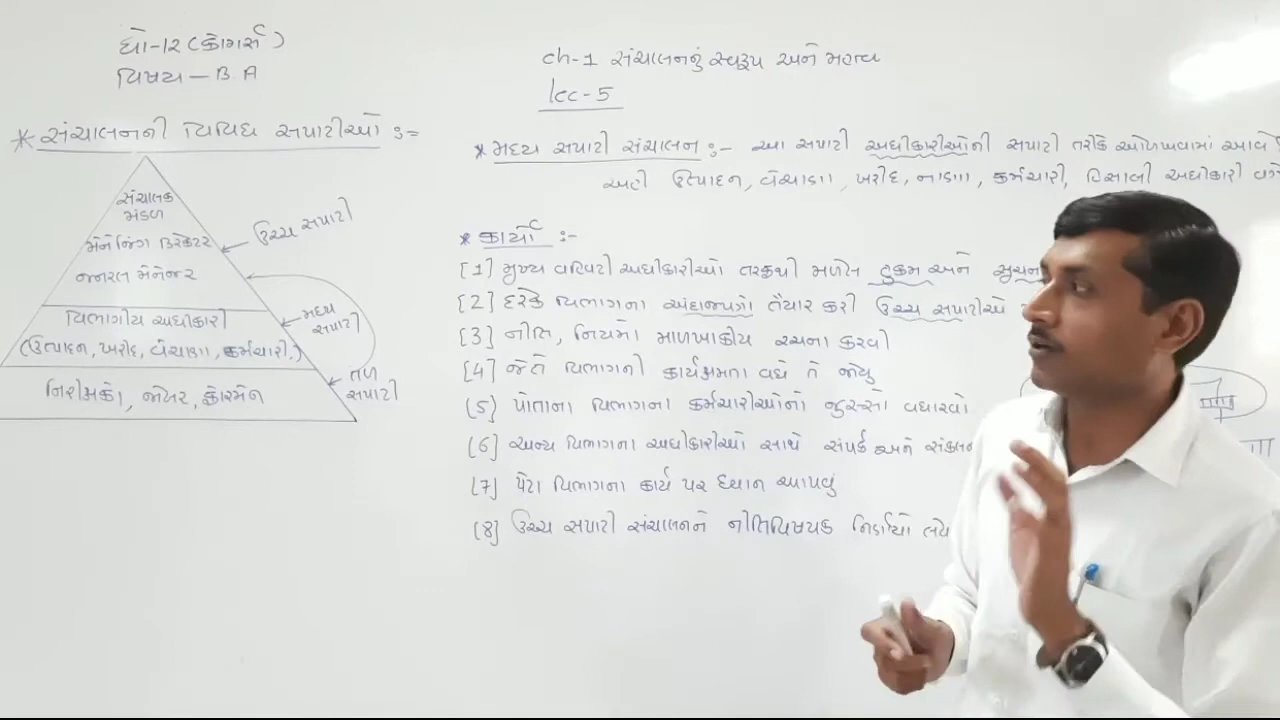 ધો-12 (કોમર્સ)
વિષય - B A
ch-1 સંચાલનનું સ્વરૂપ અને મહત્વ
lec-5
* સંચાલનની વિવિધ સપાટીઓ :=
સંચાલક
મંડળ
મેનેજિંગ ડિરેક્ટર
જનરલ મેનેજર
ઉચ્ચ સપાટી
વિભાગીય અધીકારી
(ઉત્પાદન, ખરીદ, વેચાણ, કર્મચારી)
મધ્ય
સપાટી
નિરીક્ષકો, જોબર, ફોરમેન
તળ
સપાટી
* મધ્ય સપાટી સંચાલન :- આ સપાટી અધીકારીઓની સપાટી તરીકે ઓળખવામાં આવે
ઉત્પાદન, વેચાણ, ખરીદ, નાણા, કર્મચારી, હિસાબી અધીકારી
* કાર્યો :-
[1] મુખ્ય વહિવટી અધીકારીઓ તરફથી મળેલ હુકમ અને
[2] દરેક વિભાગના અંદાજપત્રો તૈયાર કરી ઉચ્ચ સપાટીએ
[3] નીતિ, નિયમો માળખાકીય રચના કરવી
[4] જેતે વિભાગની કાર્યક્ષમતા વધે તે જોવુ
[5] પોતાના વિભાગના કર્મચારીઓનો જુસ્સો વધારવો
[6] અન્ય વિભાગના અધીકારીઓ સાથે સંપર્ક અને
[7] પેટા વિભાગના કાર્ય પર ધ્યાન આપવું
[8] ઉચ્ચ સપાટી સંચાલનને નીતિવિષયક નિર્ણયો